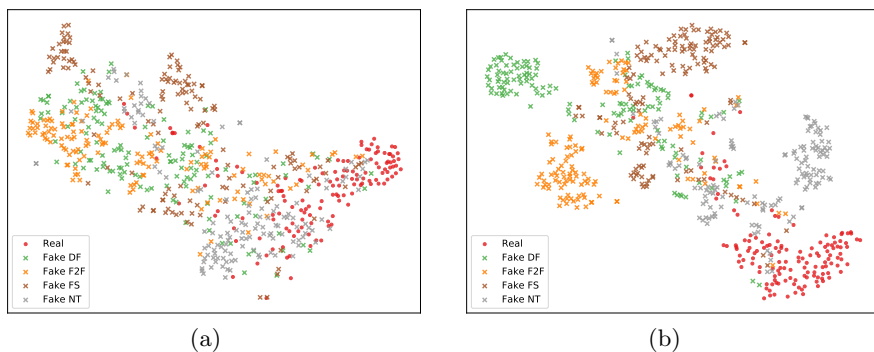 Real
Fake DF
Fake F2F
Fake FS
Fake NT
(a)
Real
Fake DF
Fake F2F
Fake FS
Fake NT
(b)